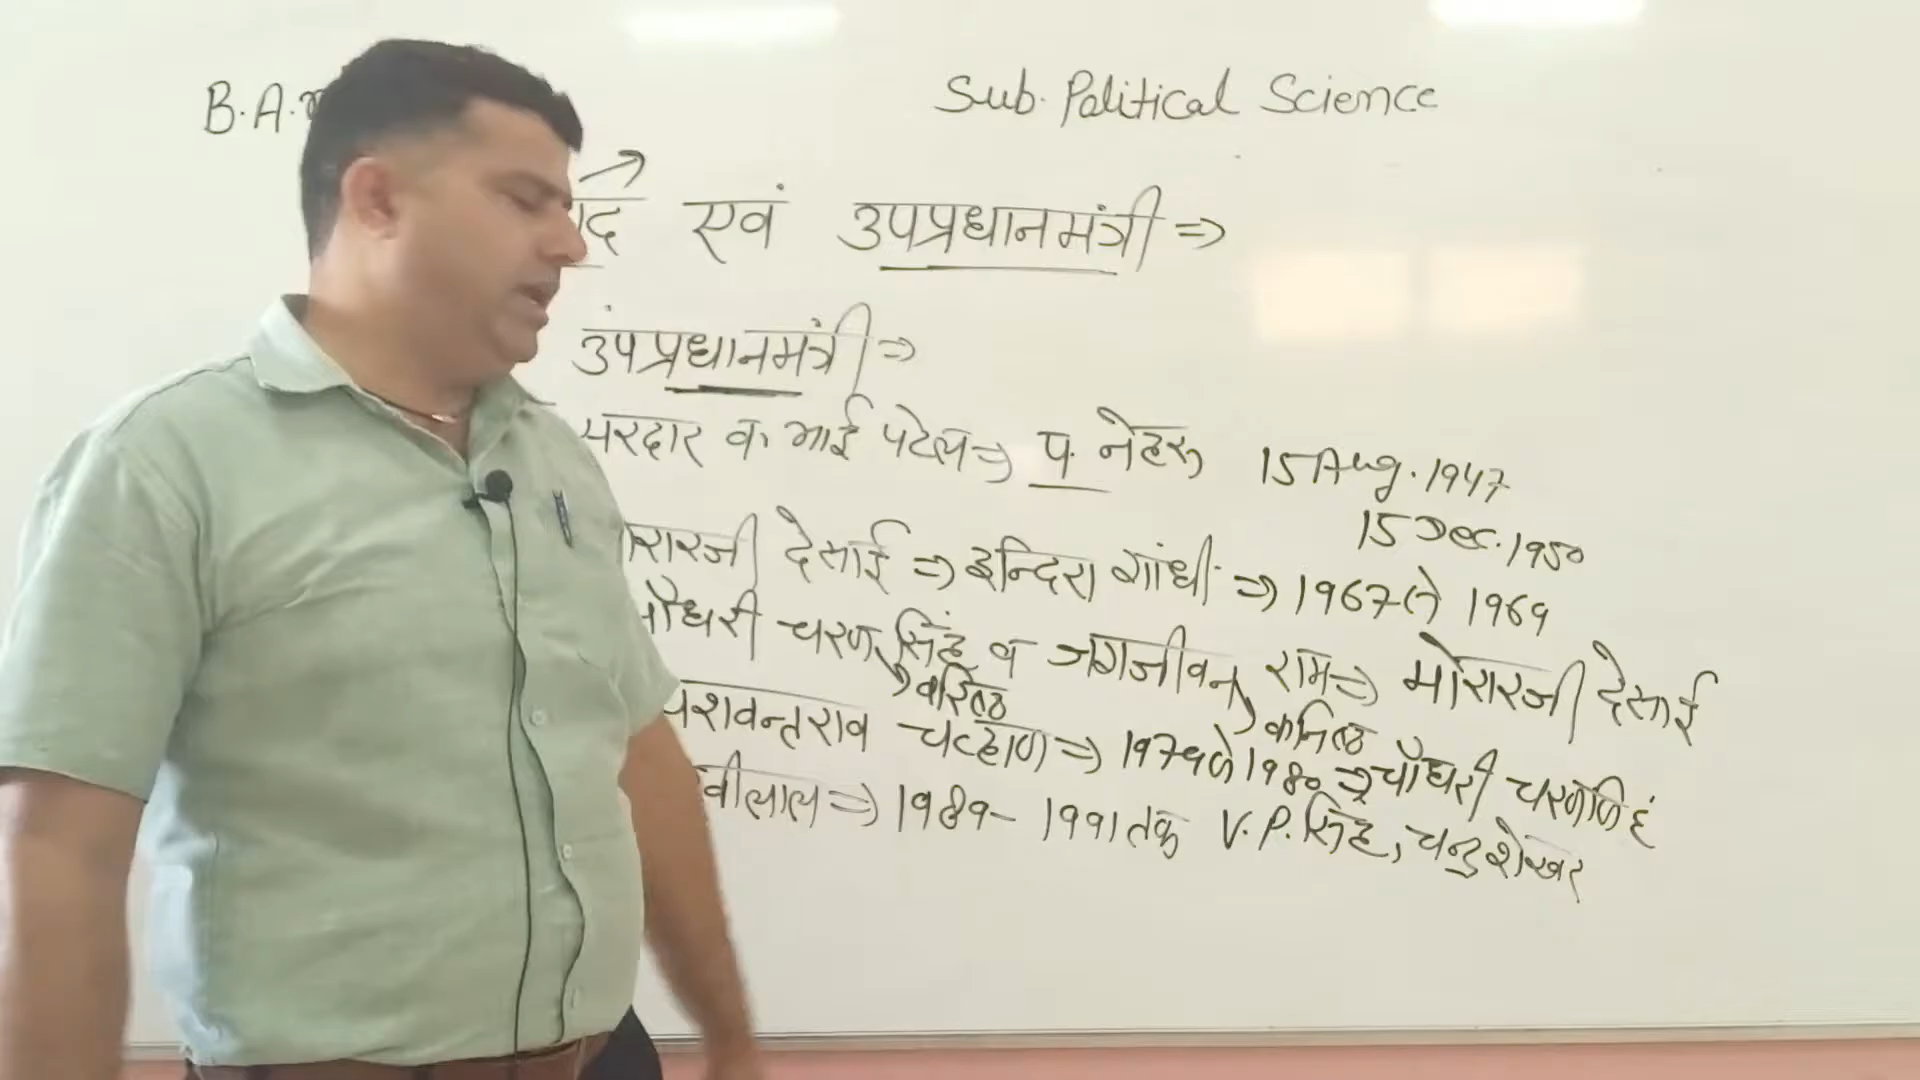 B.A. Sub. Political Science
एवं उपप्रधानमंत्री ⇒
उपप्रधानमंत्री ⇒
सरदार व. भाई पटेल ⇒ प. नेहरू 15 Aug. 1947
15 Dec. 1950
देसाई ⇒ इन्दिरा गांधी ⇒ 1967 से 1969
चरण सिंह व जगजीवन राम ⇒ मोरारजी देसाई
वरिष्ठ कनिष्ठ
यशवन्तराव चव्हाण ⇒ 1979 से 1980 ⇒ चौधरी चरण सिंह
वीलाल ⇒ 1989 - 1991 तक V.P. सिंह, चन्द्रशेखर